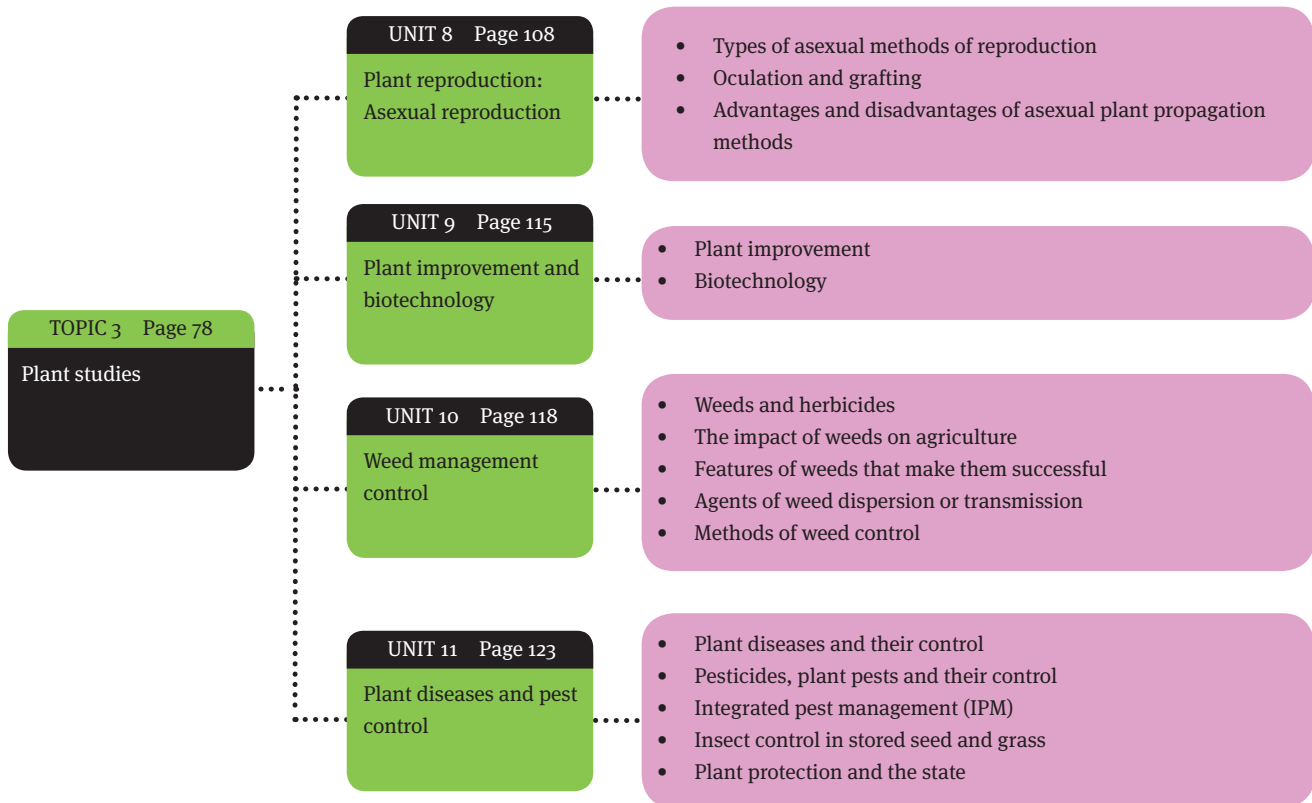 TOPIC 3 Page 78
Plant studies
UNIT 8 Page 108
Plant reproduction:
Asexual reproduction
• Types of asexual methods of reproduction
• Oculation and grafting
• Advantages and disadvantages of asexual plant propagation
methods
UNIT 9 Page 115
Plant improvement and
biotechnology
• Plant improvement
• Biotechnology
UNIT 10 Page 118
Weed management
control
• Weeds and herbicides
• The impact of weeds on agriculture
• Features of weeds that make them successful
• Agents of weed dispersion or transmission
• Methods of weed control
UNIT 11 Page 123
Plant diseases and pest
control
• Plant diseases and their control
• Pesticides, plant pests and their control
• Integrated pest management (IPM)
• Insect control in stored seed and grass
• Plant protection and the state